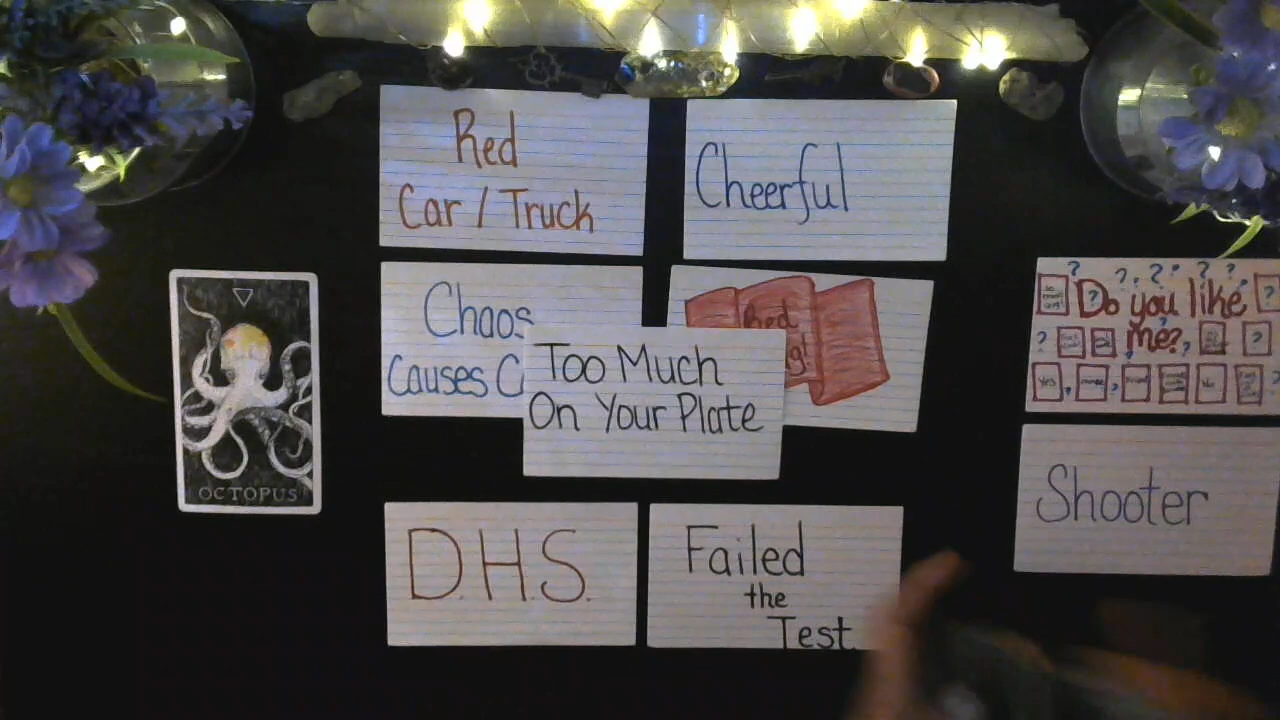 Red
Car / Truck
Cheerful
Chaos
Causes C
Red
g!
Too Much
On Your Plate
Do you like
me?
Yes
No
OCTOPUS
Shooter
D.H.S.
Failed
the
Test